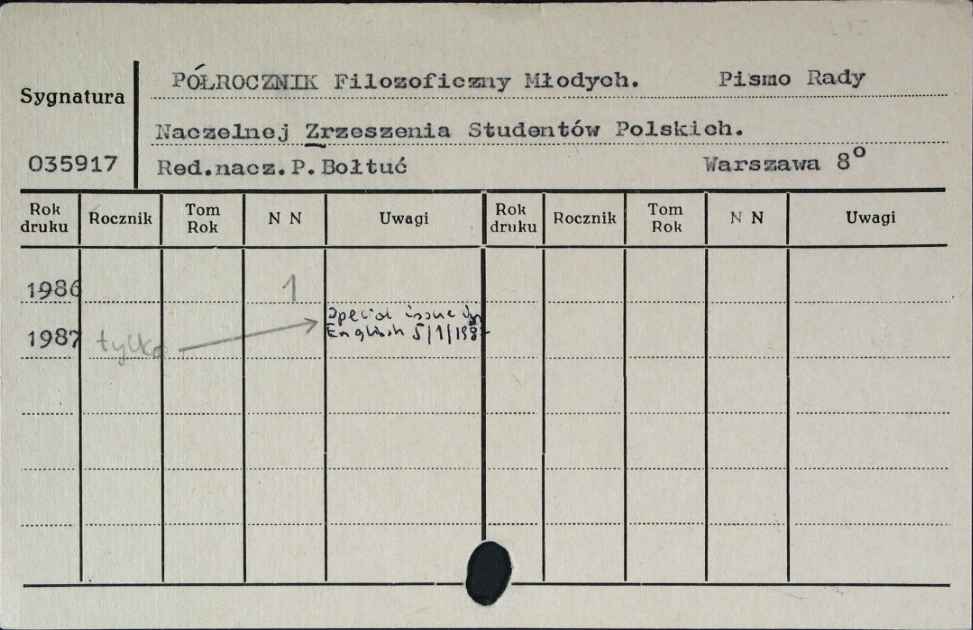 Sygnatura
PÓŁROCZNIK Filozoficzny Młodych. Pismo Rady
Naczelnej Zrzeszenia Studentów Polskich.
035917 Red.nacz.P.Bołtuć Warszawa 8°
Rok druku Rocznik Tom Rok N N Uwagi Rok druku Rocznik Tom Rok N N Uwagi
1986 1
Special issue in
1987 tylko English 5/1/1987